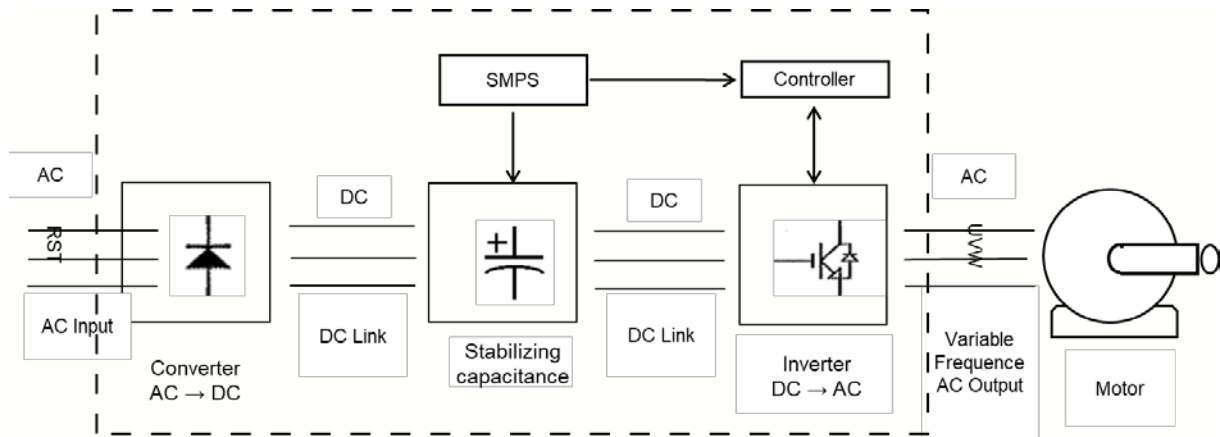 SMPS
Controller
AC
RST
AC Input
Converter
AC → DC
DC
DC Link
+
Stabilizing
capacitance
DC
DC Link
Inverter
DC → AC
AC
UVW
Variable
Frequence
AC Output
Motor